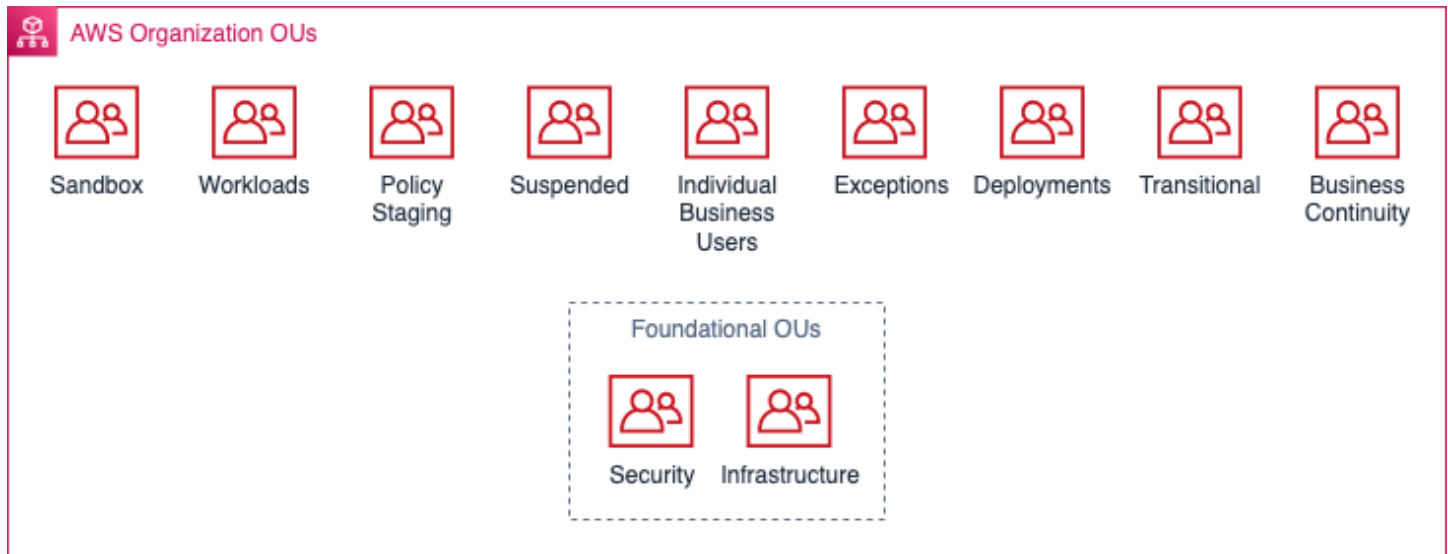 AWS Organization OUs
Sandbox
Workloads
Policy
Staging
Suspended
Individual
Business
Users
Exceptions
Deployments
Transitional
Business
Continuity
Foundational OUs
Security
Infrastructure